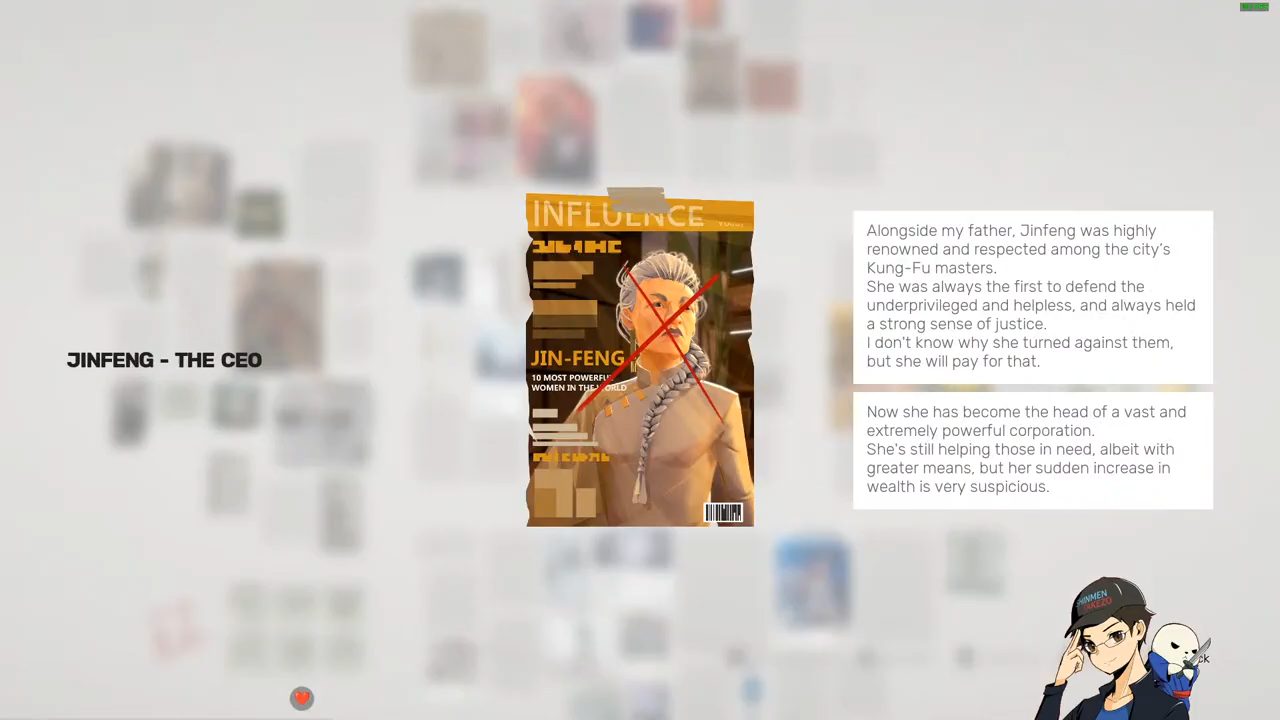 JINFENG - THE CEO
INFLUENCE
JIN-FENG
10 MOST POWERFUL
WOMEN IN THE WORLD
Alongside my father, Jinfeng was highly
renowned and respected among the city's
Kung-Fu masters.
She was always the first to defend the
underprivileged and helpless, and always held
a strong sense of justice.
I don't know why she turned against them,
but she will pay for that.
Now she has become the head of a vast and
extremely powerful corporation.
She's still helping those in need, albeit with
greater means, but her sudden increase in
wealth is very suspicious.
SHINMEN
TAKEZO
ck